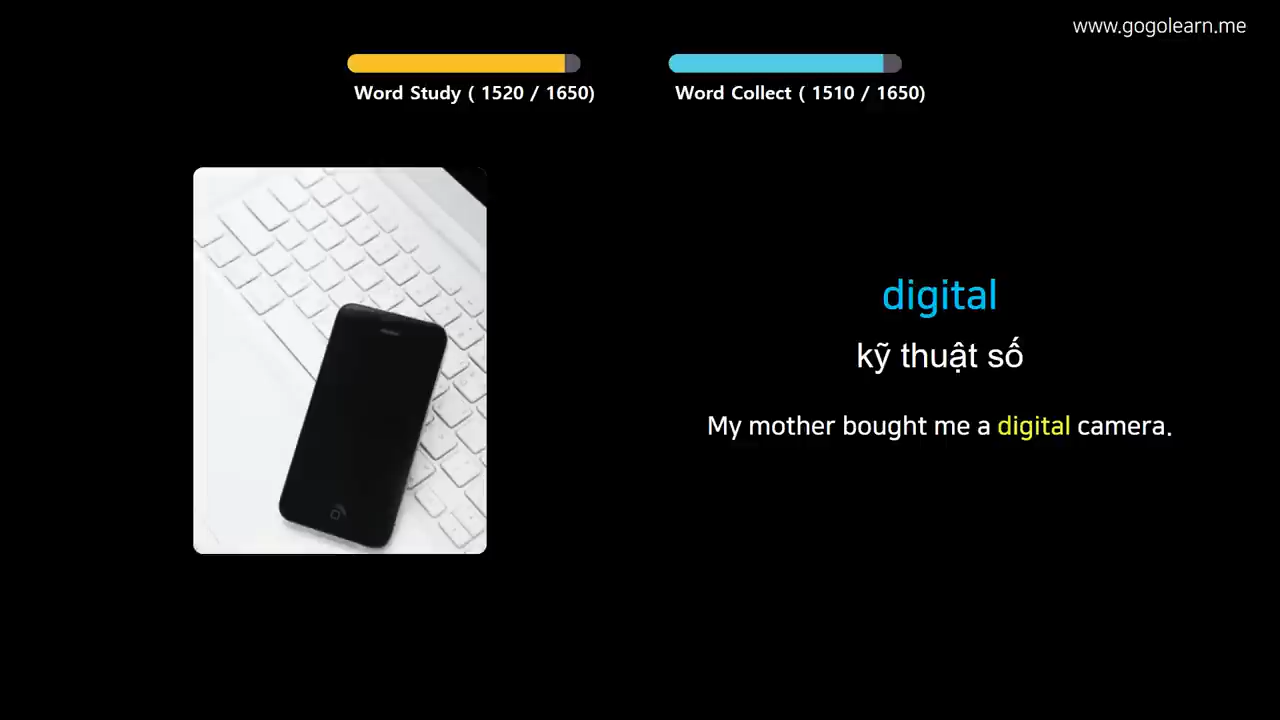 www.gogolearn.me
Word Study ( 1520 / 1650)
Word Collect ( 1510 / 1650)
digital
kỹ thuật số
My mother bought me a digital camera.